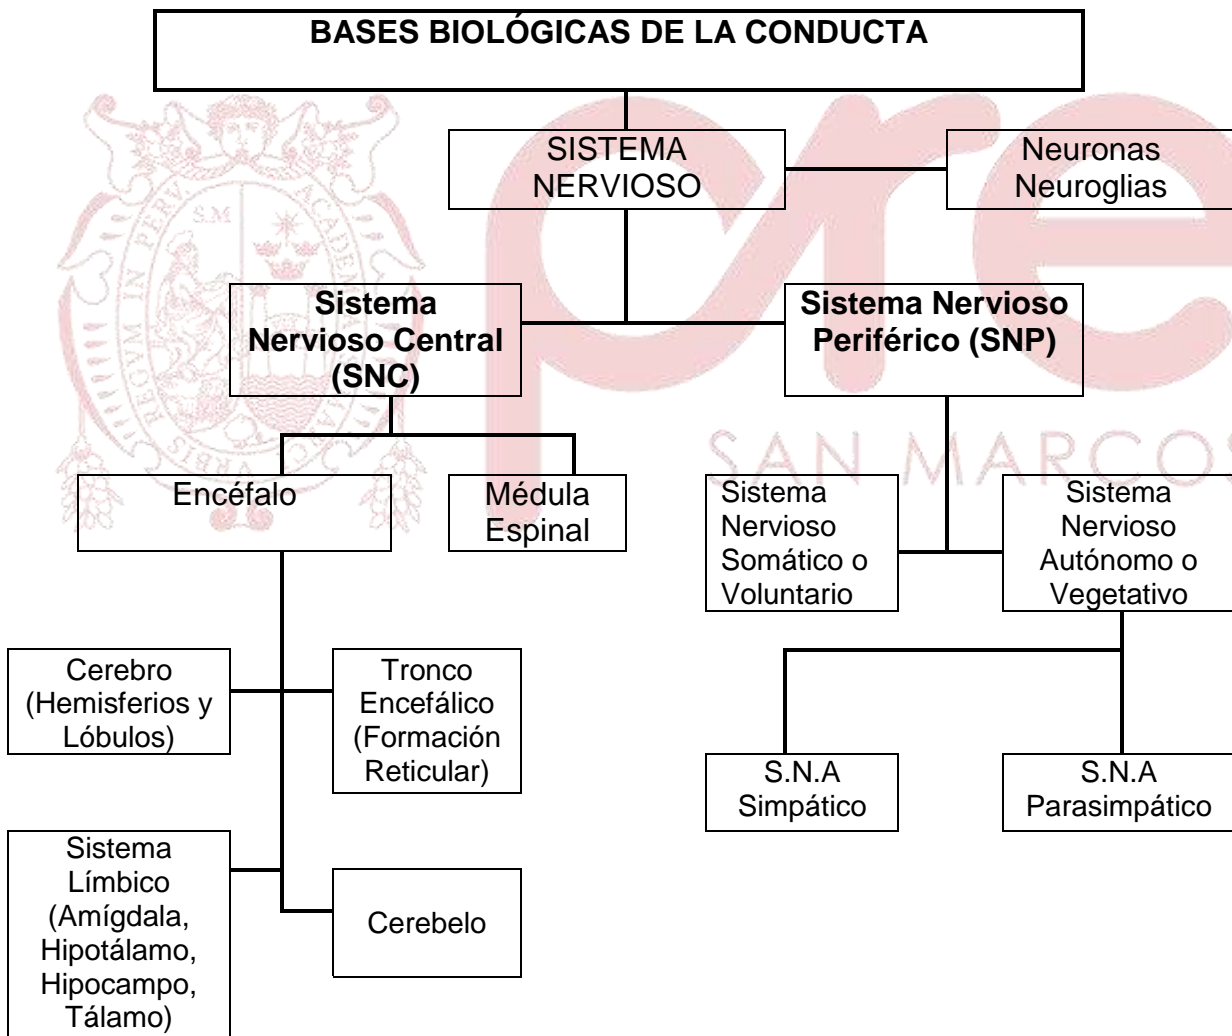 BASES BIOLÓGICAS DE LA CONDUCTA
SISTEMA
NERVIOSO
Neuronas
Neuroglias
Sistema
Nervioso Central
(SNC)
Sistema Nervioso
Periférico (SNP)
Encéfalo
Médula
Espinal
Sistema
Nervioso
Somático o
Voluntario
Sistema
Nervioso
Autónomo o
Vegetativo
Cerebro
(Hemisferios y
Lóbulos)
Tronco
Encefálico
(Formación
Reticular)
S.N.A
Simpático
S.N.A
Parasimpático
Sistema
Límbico
(Amígdala,
Hipotálamo,
Hipocampo,
Tálamo)
Cerebelo
pre
SAN MARCOS
S.M